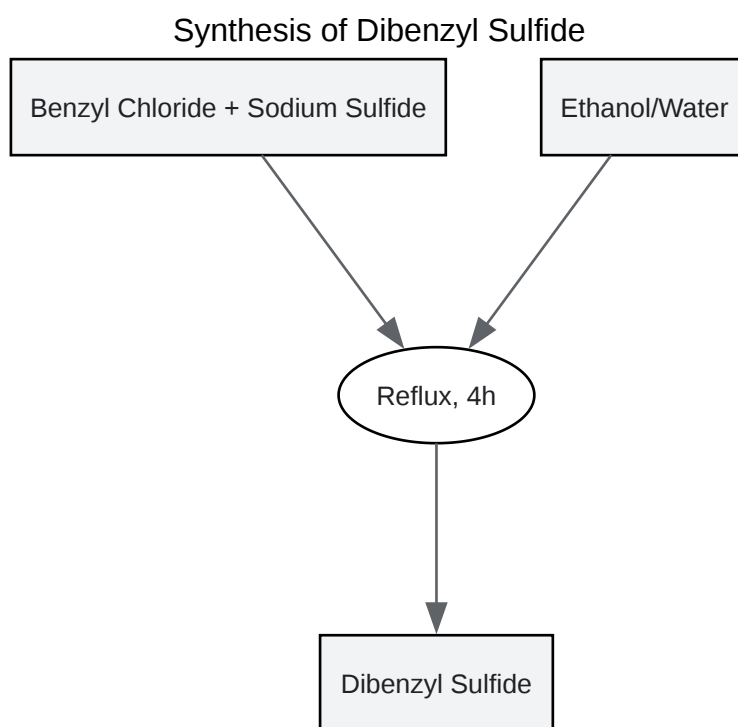 Synthesis of Dibenzyl Sulfide
Benzyl Chloride + Sodium Sulfide
Ethanol/Water
Reflux, 4h
Dibenzyl Sulfide